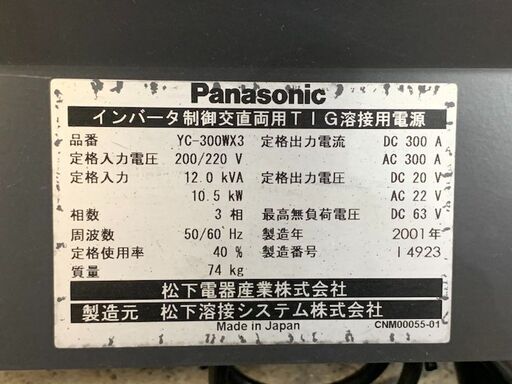 Panasonic
インバータ制御交直両用TIG溶接用電源
品番 YC-300WX3 定格出力電流 DC 300 A
定格入力電圧 200/220 V AC 300 A
定格入力 12.0 kVA 定格出力電圧 DC 20 V
10.5 kW AC 22 V
相数 3 相 最高無負荷電圧 DC 63 V
周波数 50/60 Hz 製造年 2001年
定格使用率 40 % 製造番号 I4923
質量 74 kg
松下電器産業株式会社
製造元 松下溶接システム株式会社
Made in Japan CNM00055-01